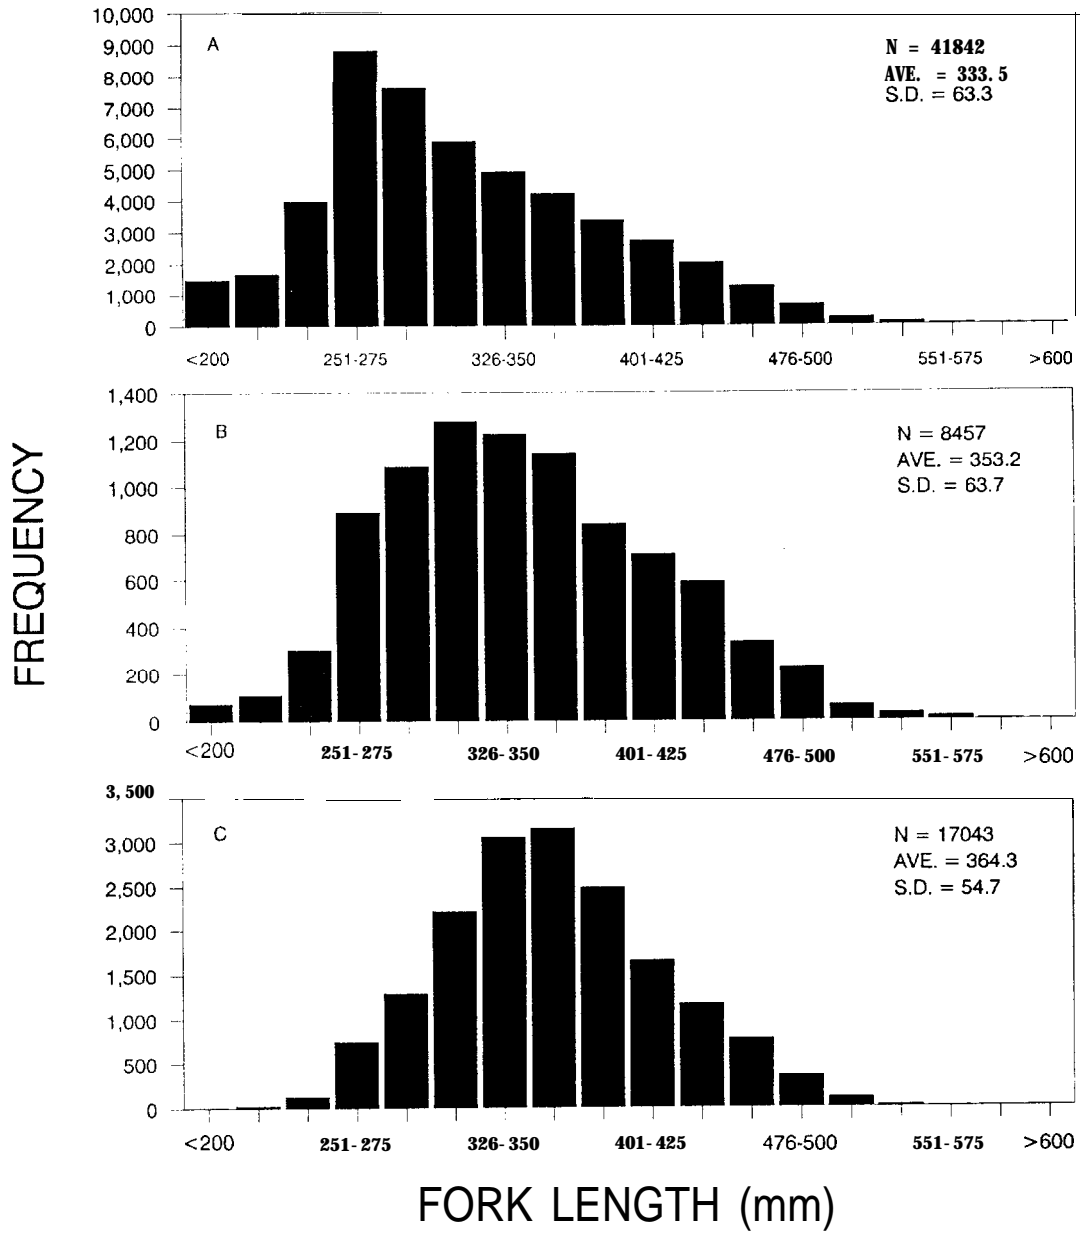 FREQUENCY
10,000
9,000
8,000
7,000
6,000
5,000
4,000
3,000
2,000
1,000
0
A
N = 41842
AVE. = 333.5
S.D. = 63.3
<200 251-275 326-350 401-425 476-500 551-575 >600
1,400
1,200
1,000
800
600
400
200
0
B
N = 8457
AVE. = 353.2
S.D. = 63.7
<200 251-275 326-350 401-425 476-500 551-575 >600
3,500
3,000
2,500
2,000
1,500
1,000
500
0
C
N = 17043
AVE. = 364.3
S.D. = 54.7
<200 251-275 326-350 401-425 476-500 551-575 >600
FORK LENGTH (mm)